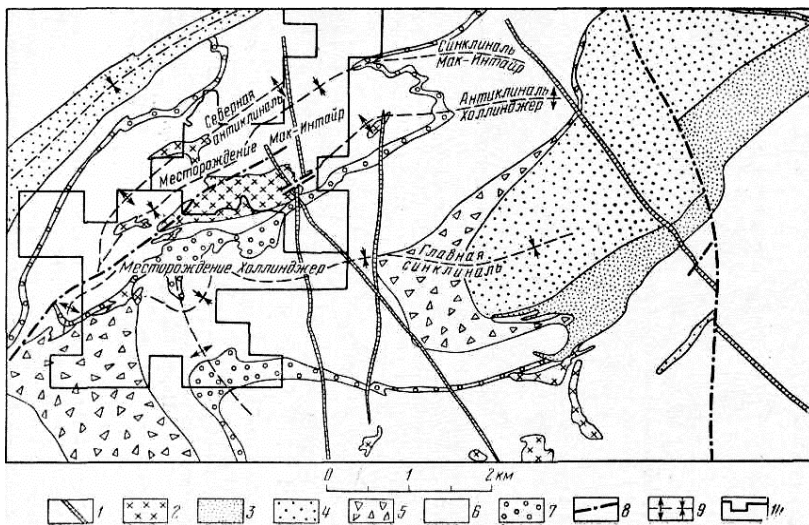 Синклиналь
Мак-Интайр
Антиклиналь
Холлинджер
Северная
антиклиналь
Месторождение Мак-Интайр
Главная
синклиналь
Месторождение Холлинджер
0 1 2 км
1 2 3 4 5 6 7 8 9 10